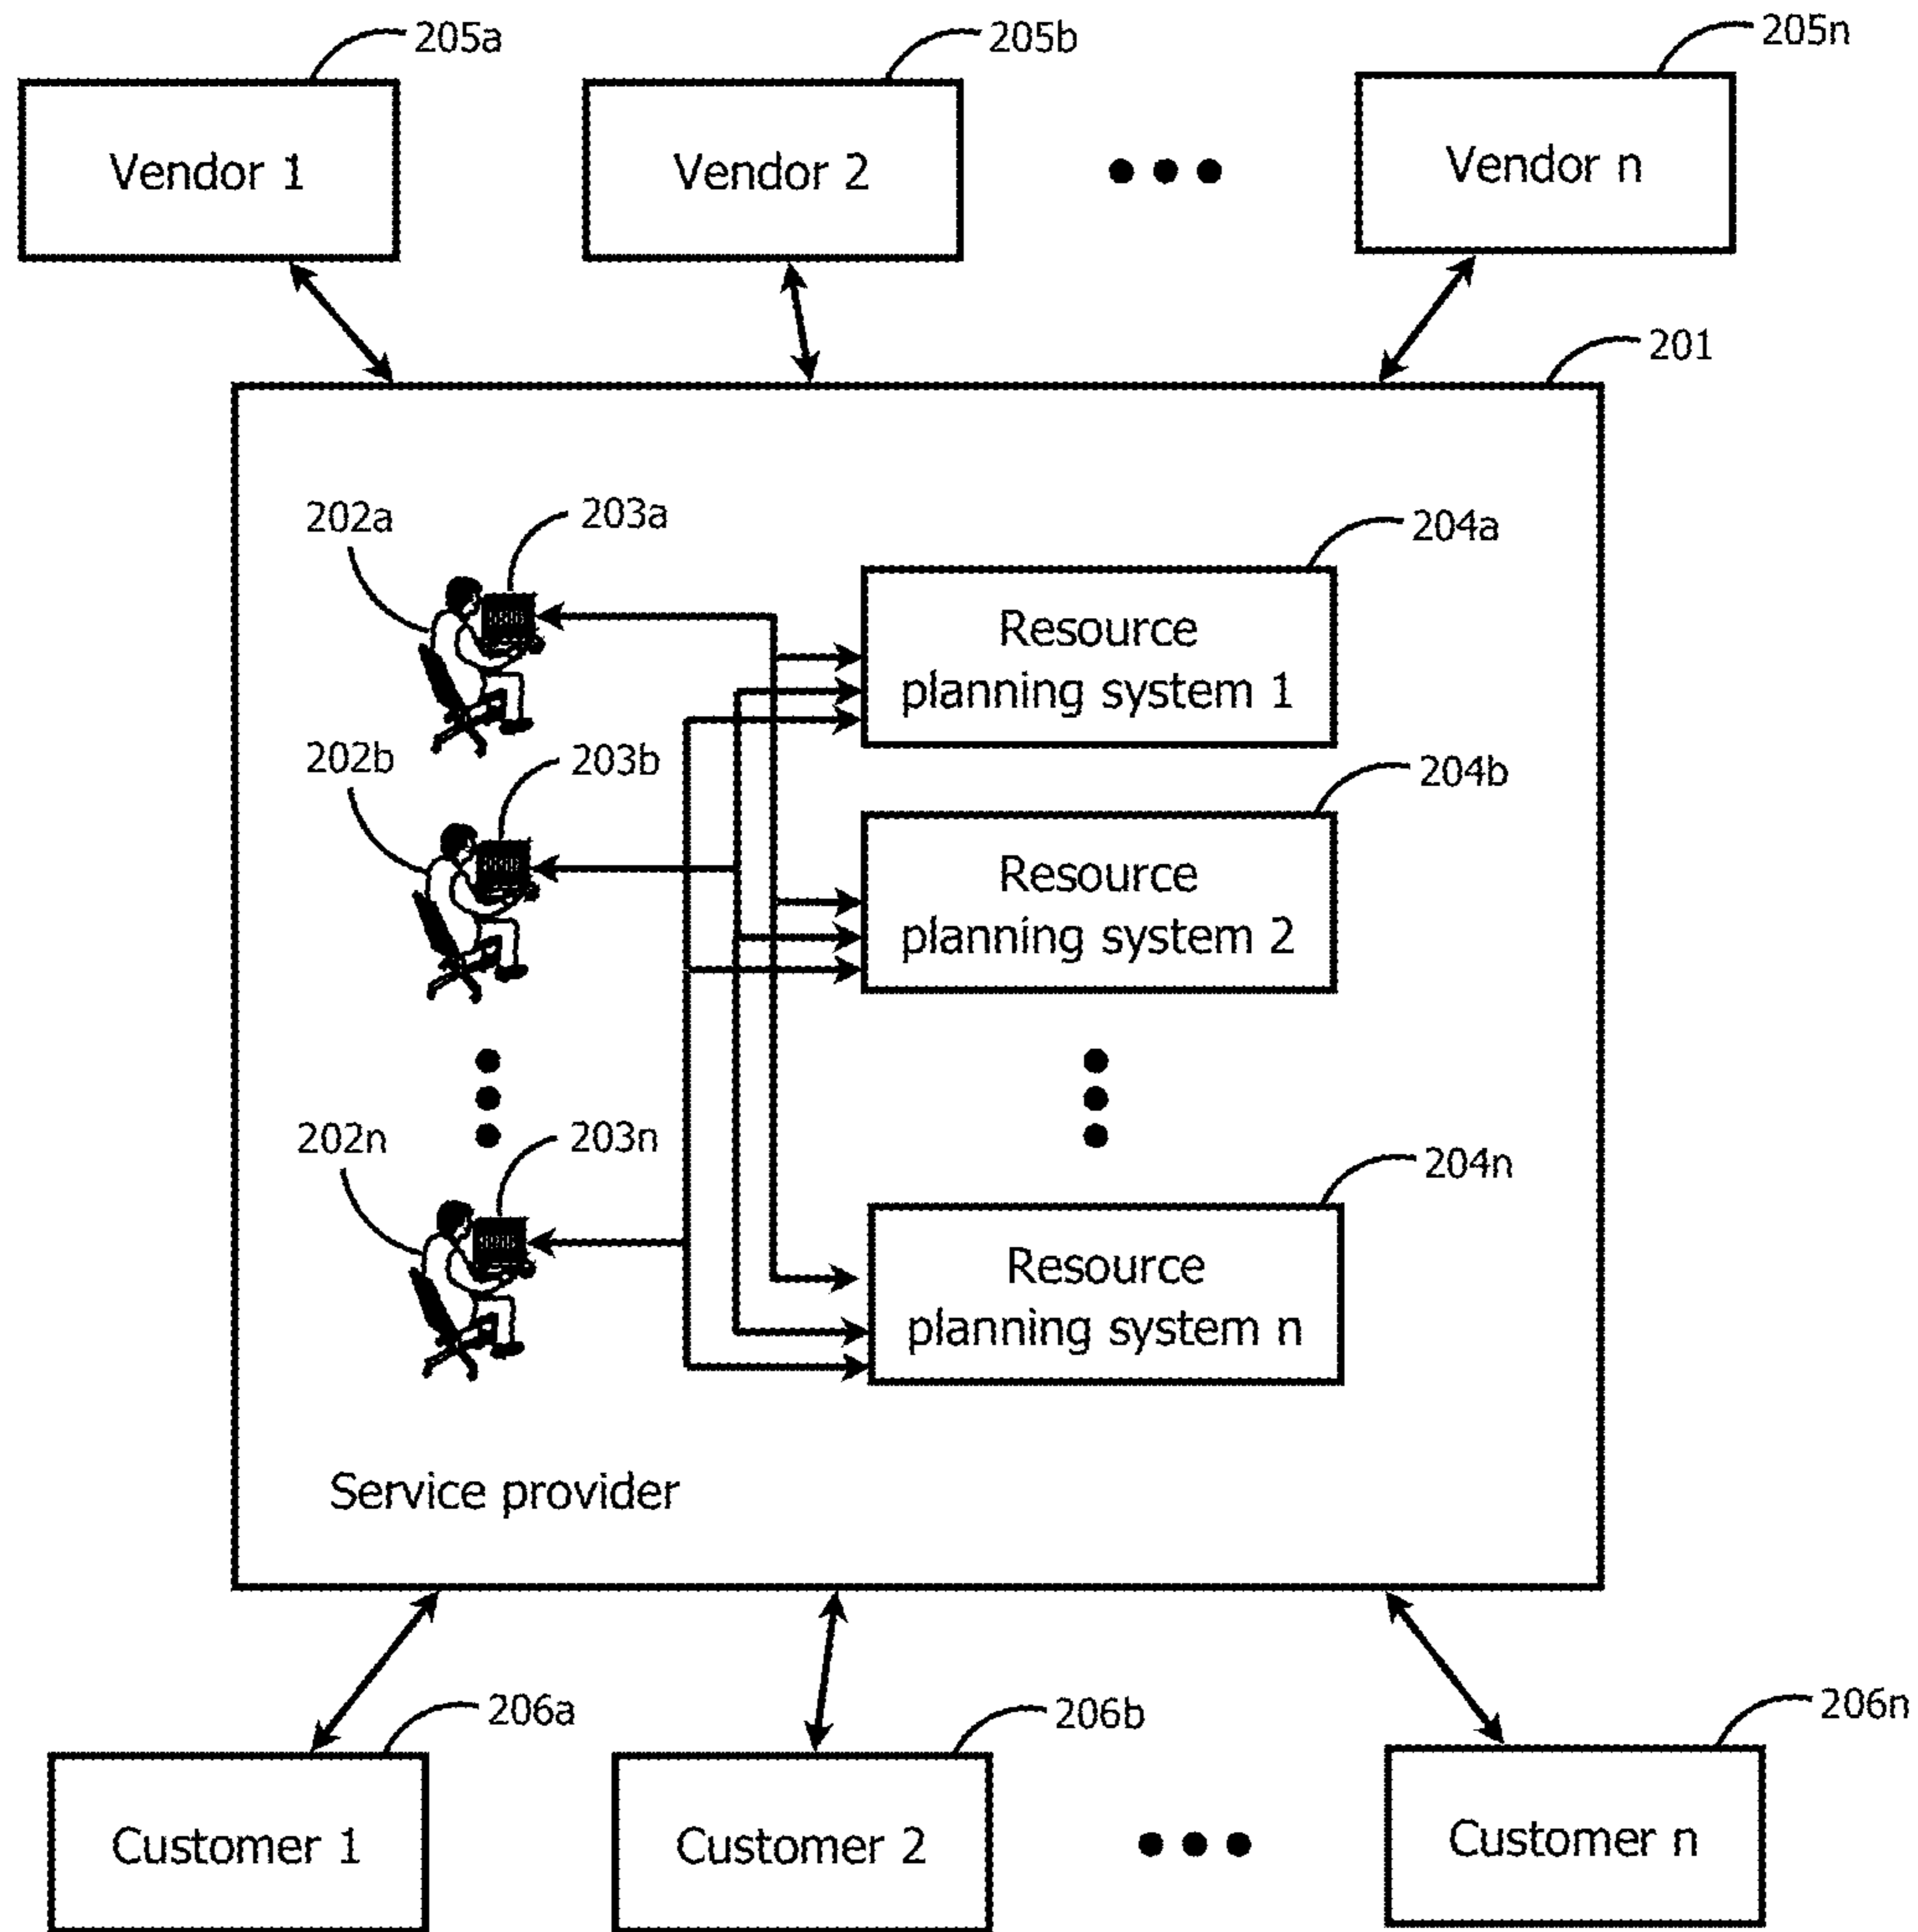 205a
205b
205n
Vendor 1
Vendor 2
Vendor n
201
202a
203a
204a
Resource
planning system 1
202b
203b
204b
Resource
planning system 2
202n
203n
204n
Resource
planning system n
Service provider
206a
206b
206n
Customer 1
Customer 2
Customer n